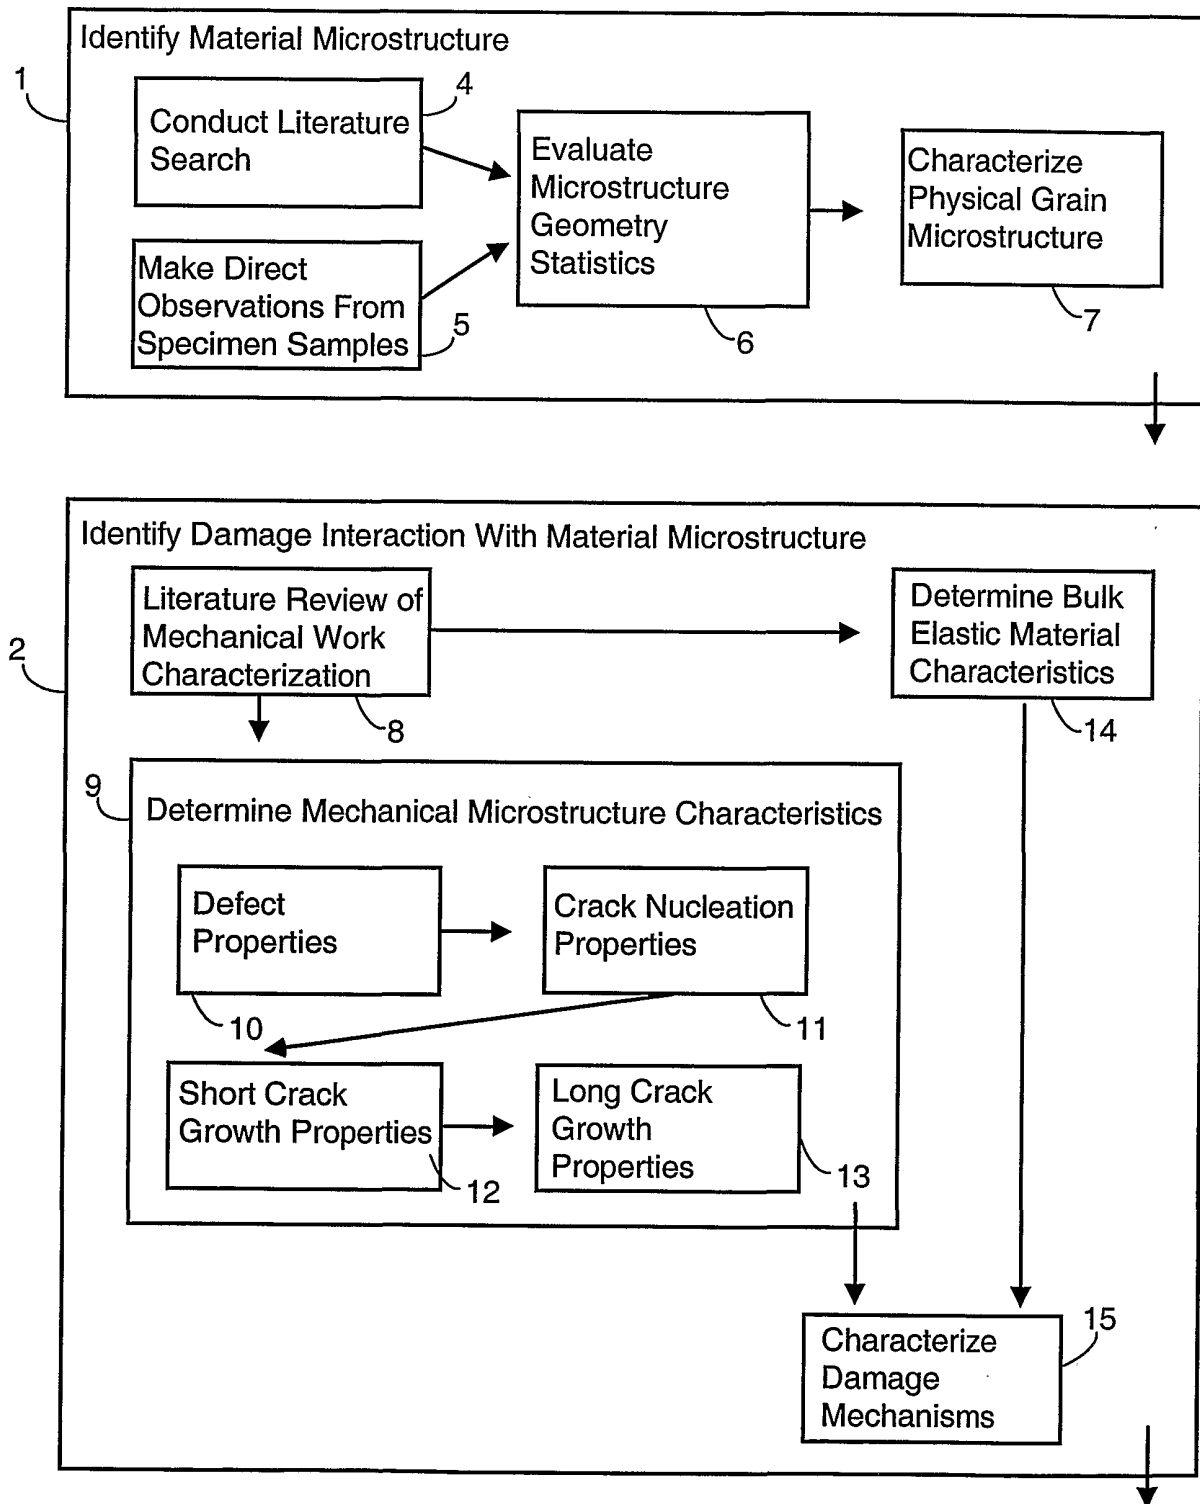 Identify Material Microstructure
1
4
Conduct Literature
Search
Evaluate
Microstructure
Geometry
Statistics
Characterize
Physical Grain
Microstructure
Make Direct
Observations From
Specimen Samples
5
6
7
Identify Damage Interaction With Material Microstructure
2
Literature Review of
Mechanical Work
Characterization
8
Determine Bulk
Elastic Material
Characteristics
14
9
Determine Mechanical Microstructure Characteristics
Defect
Properties
10
Crack Nucleation
Properties
11
Short Crack
Growth Properties
12
Long Crack
Growth
Properties
13
15
Characterize
Damage
Mechanisms